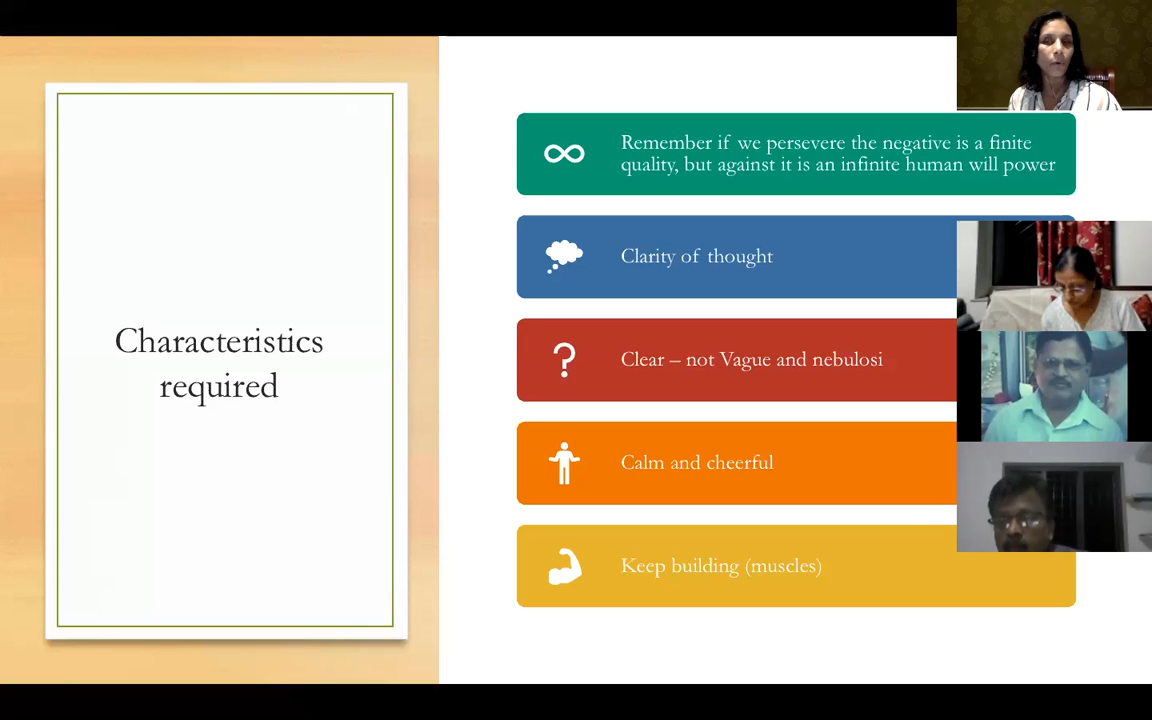 Characteristics
required
Remember if we persevere the negative is a finite
quality, but against it is an infinite human will power
Clarity of thought
?
Clear – not Vague and nebulosi
Calm and cheerful
Keep building (muscles)